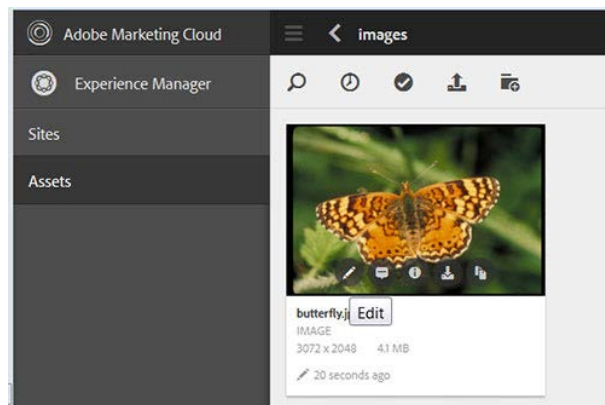 Adobe Marketing Cloud
images
Experience Manager
Sites
Assets
butterfly.j
Edit
IMAGE
3072 x 2048 4.1 MB
20 seconds ago